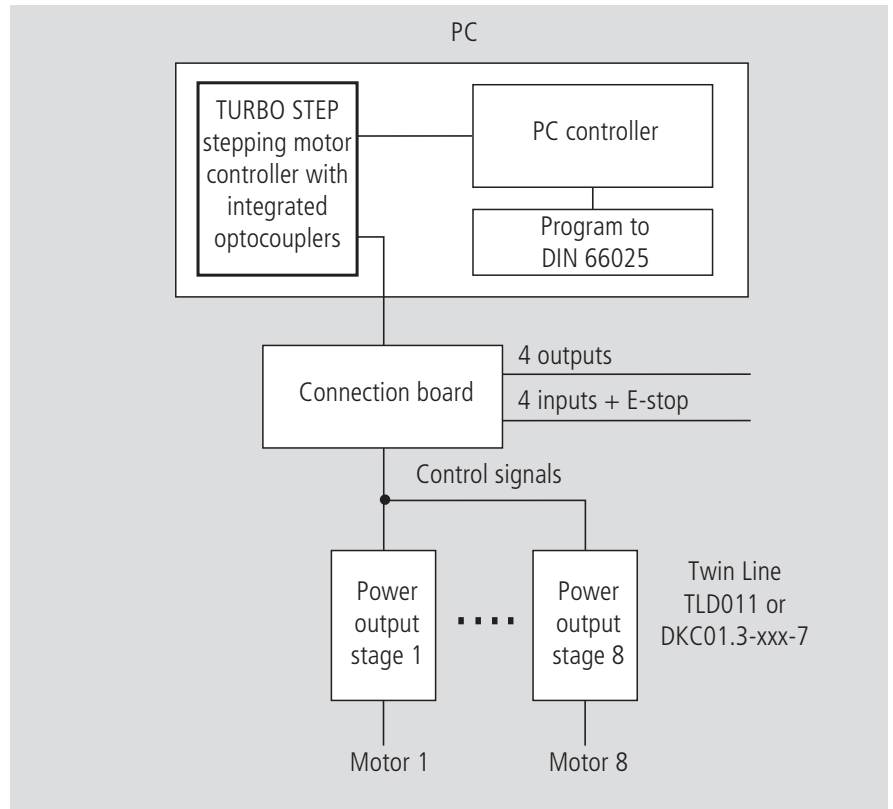 PC
TURBO STEP
stepping motor
controller with
integrated
optocouplers
PC controller
Program to
DIN 66025
Connection board
4 outputs
4 inputs + E-stop
Control signals
Power
output
stage 1
Power
output
stage 8
Twin Line
TLD011 or
DKC01.3-xxx-7
Motor 1
Motor 8